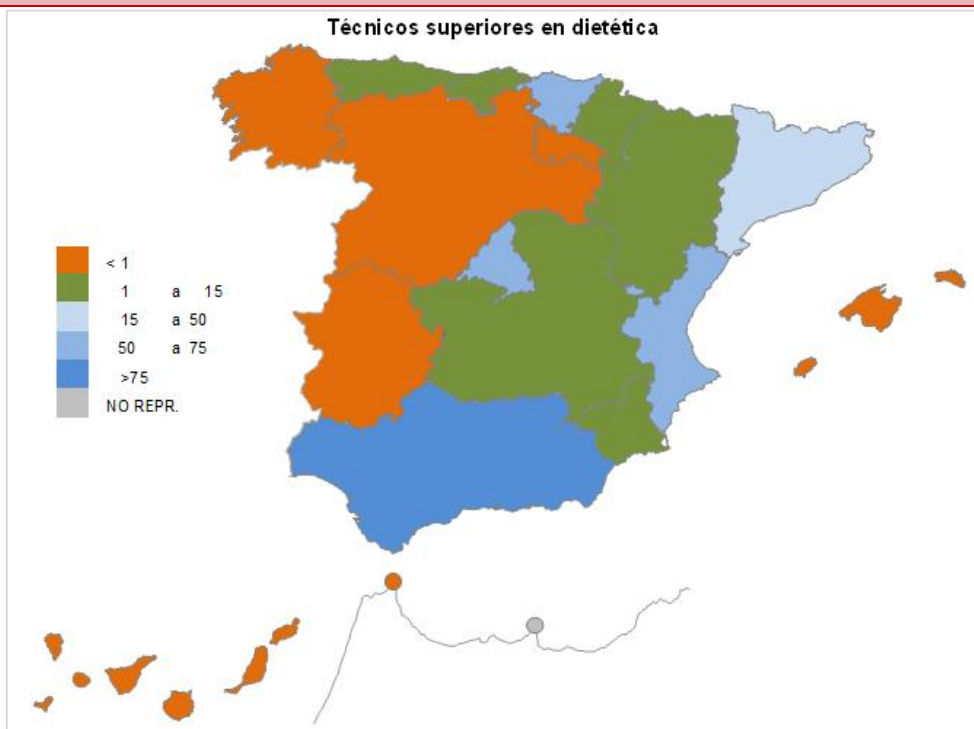 Técnicos superiores en dietética
< 1
1 a 15
15 a 50
50 a 75
>75
NO REPR.